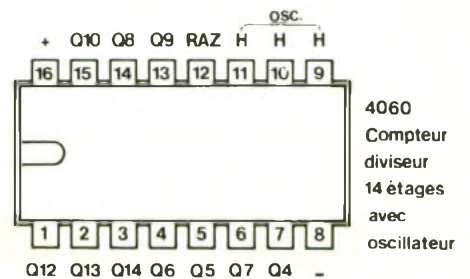 OSC.
+ Q10 Q8 Q9 RAZ H H H
16 15 14 13 12 11 10 9
4060
Compteur
diviseur
14 étages
avec
oscillateur
1 2 3 4 5 6 7 8
Q12 Q13 Q14 Q6 Q5 Q7 Q4 –